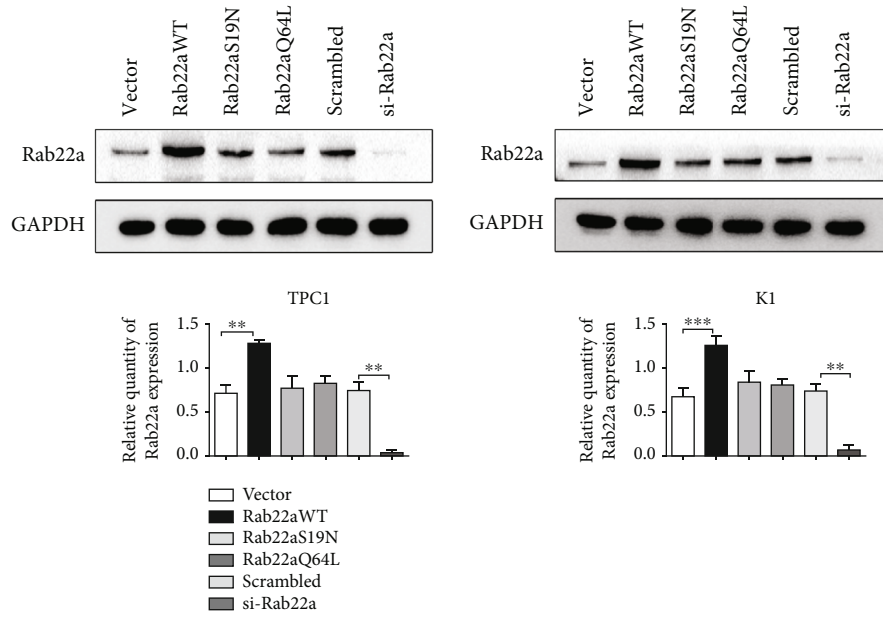 Vector
Rab22aWT
Rab22aS19N
Rab22aQ64L
Scrambled
si-Rab22a
Rab22a
GAPDH
TPC1
Relative quantity of
Rab22a expression
1.5
1.0
0.5
0.0
**
**
Vector
Rab22aWT
Rab22aS19N
Rab22aQ64L
Scrambled
si-Rab22a
Vector
Rab22aWT
Rab22aS19N
Rab22aQ64L
Scrambled
si-Rab22a
Rab22a
GAPDH
K1
Relative quantity of
Rab22a expression
1.5
1.0
0.5
0.0
***
**